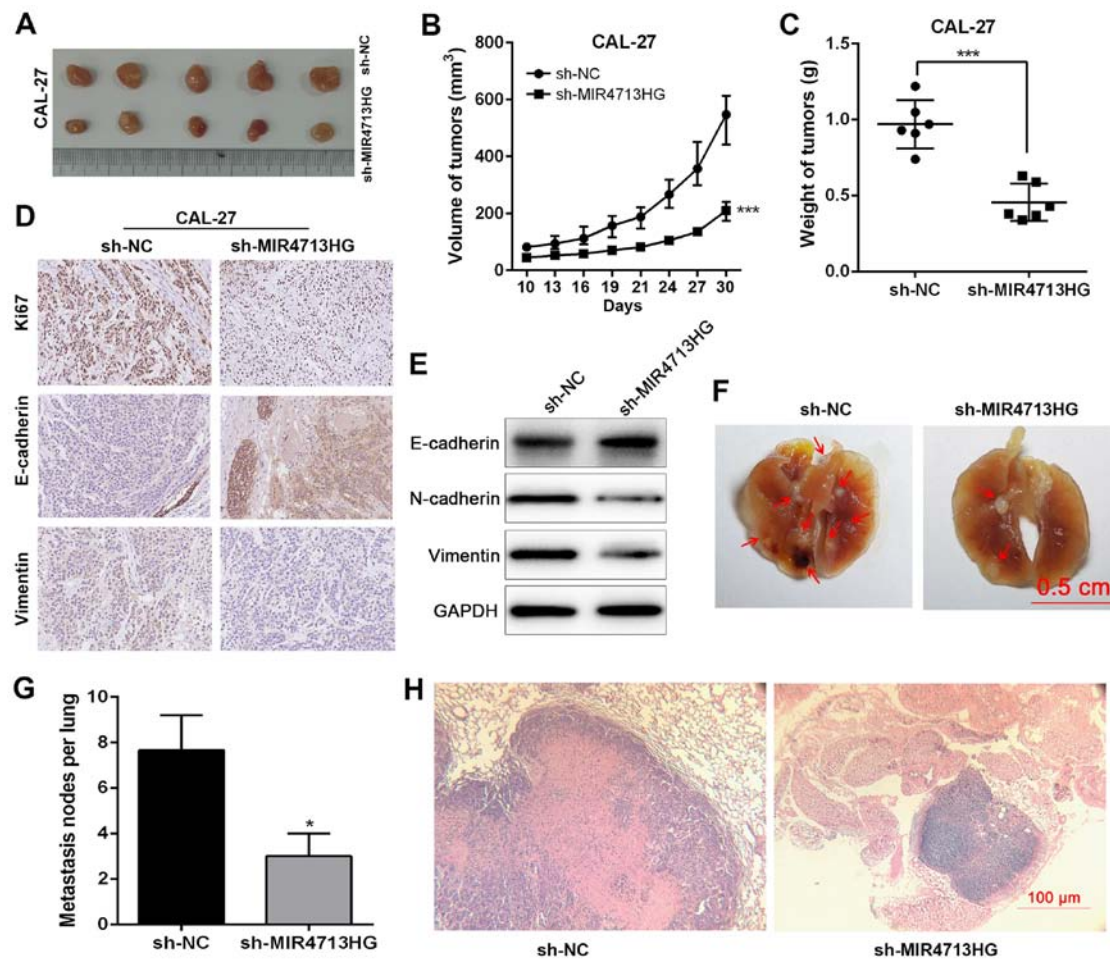 A
CAL-27
sh-NC
sh-MIR4713HG
B
CAL-27
Volume of tumors (mm³)
800
600
400
200
0
sh-NC
sh-MIR4713HG
***
10 13 16 19 21 24 27 30
Days
C
CAL-27
Weight of tumors (g)
1.5
1.0
0.5
0.0
***
sh-NC sh-MIR4713HG
D
CAL-27
sh-NC sh-MIR4713HG
Ki67
E-cadherin
Vimentin
E
sh-NC
sh-MIR4713HG
E-cadherin
N-cadherin
Vimentin
GAPDH
F
sh-NC sh-MIR4713HG
0.5 cm
G
Metastasis nodes per lung
10
8
6
4
2
0
*
sh-NC sh-MIR4713HG
H
100 µm
sh-NC sh-MIR4713HG